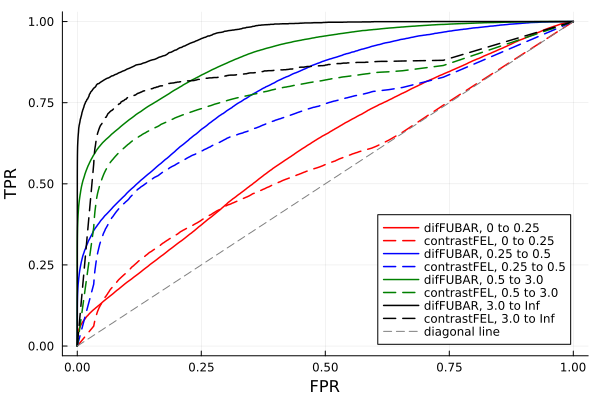 1.00
0.75
0.50
0.25
0.00
TPR
0.00 0.25 0.50 0.75 1.00
FPR
difFUBAR, 0 to 0.25
contrastFEL, 0 to 0.25
difFUBAR, 0.25 to 0.5
contrastFEL, 0.25 to 0.5
difFUBAR, 0.5 to 3.0
contrastFEL, 0.5 to 3.0
difFUBAR, 3.0 to Inf
contrastFEL, 3.0 to Inf
diagonal line